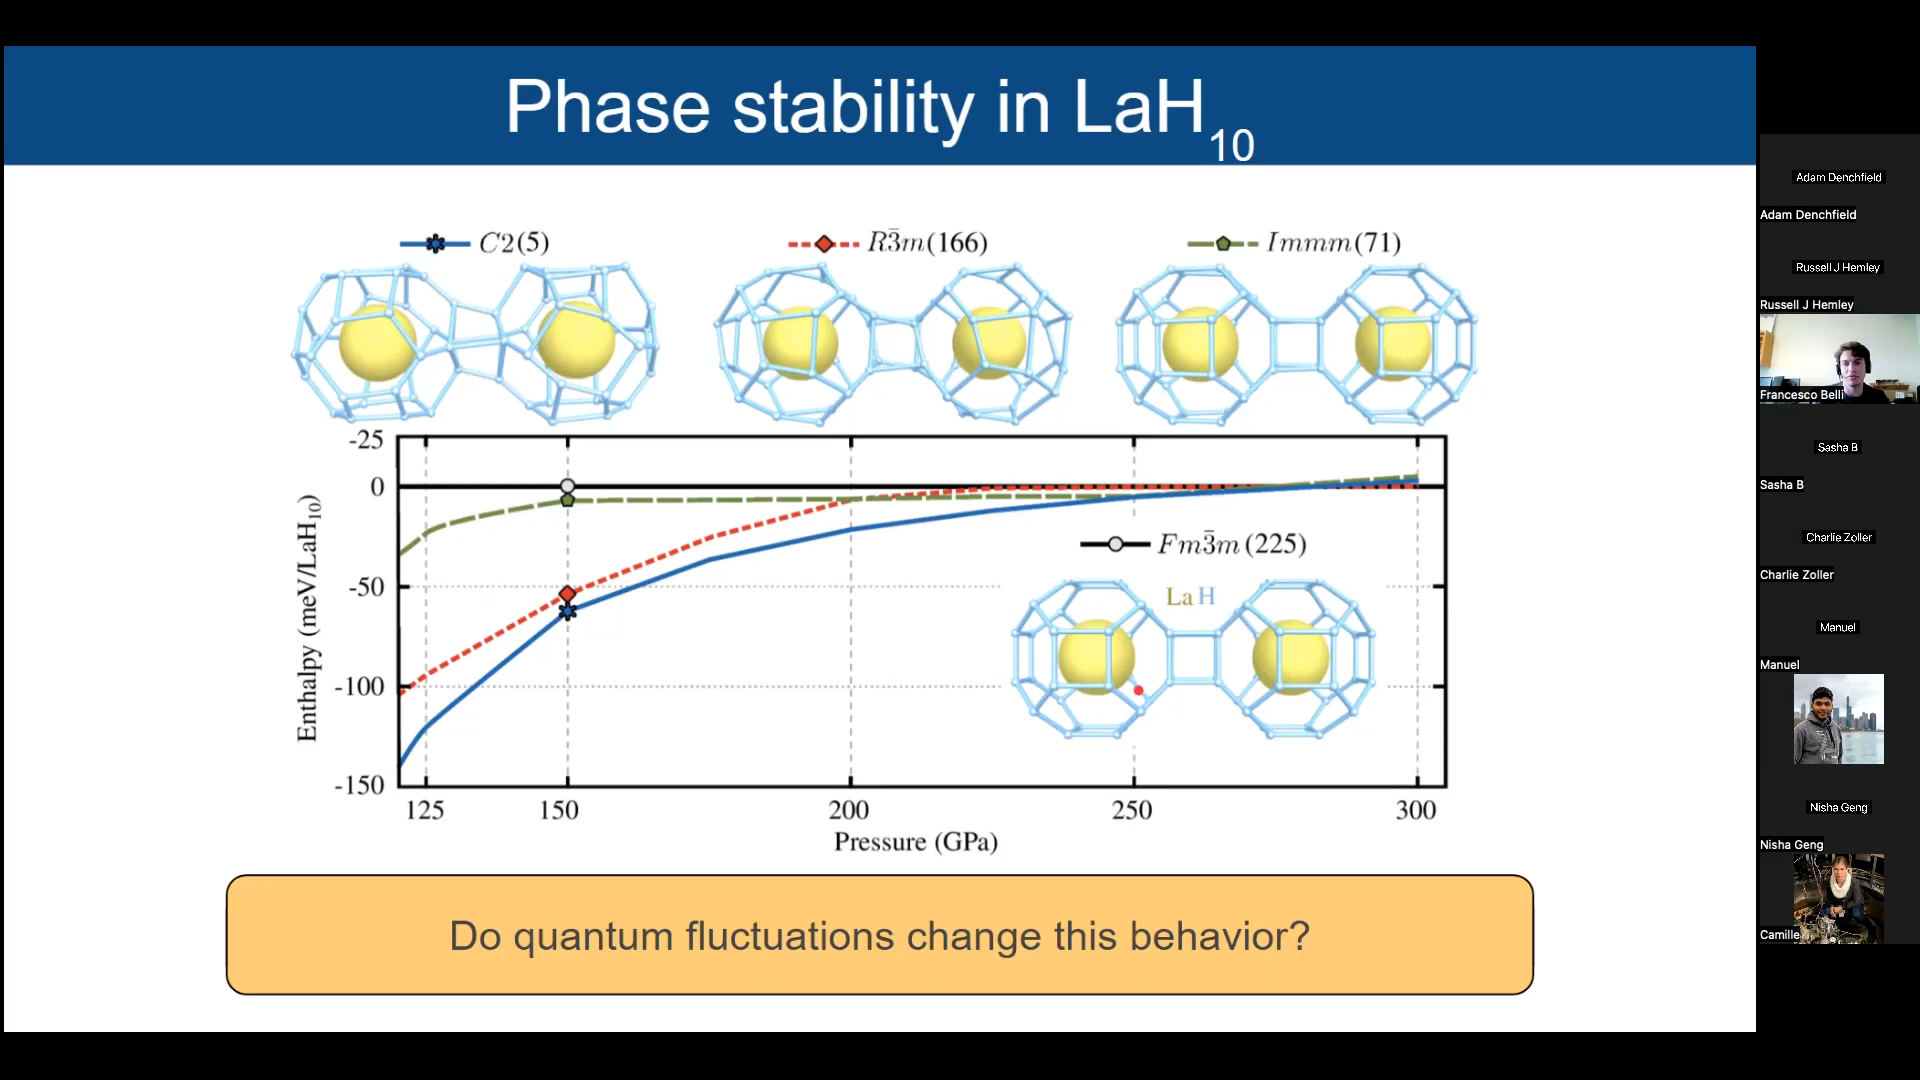 Phase stability in LaH10
C2(5)
R3̄m(166)
Immm(71)
-25
0
-50
-100
-150
Enthalpy (meV/LaH10)
Fm3̄m(225)
La H
125 150 200 250 300
Pressure (GPa)
Do quantum fluctuations change this behavior?
Adam Denchfield
Adam Denchfield
Russell J Hemley
Russell J Hemley
Francesco Belli
Sasha B
Sasha B
Charlie Zoller
Charlie Zoller
Manuel
Manuel
Nisha Geng
Nisha Geng
Camille